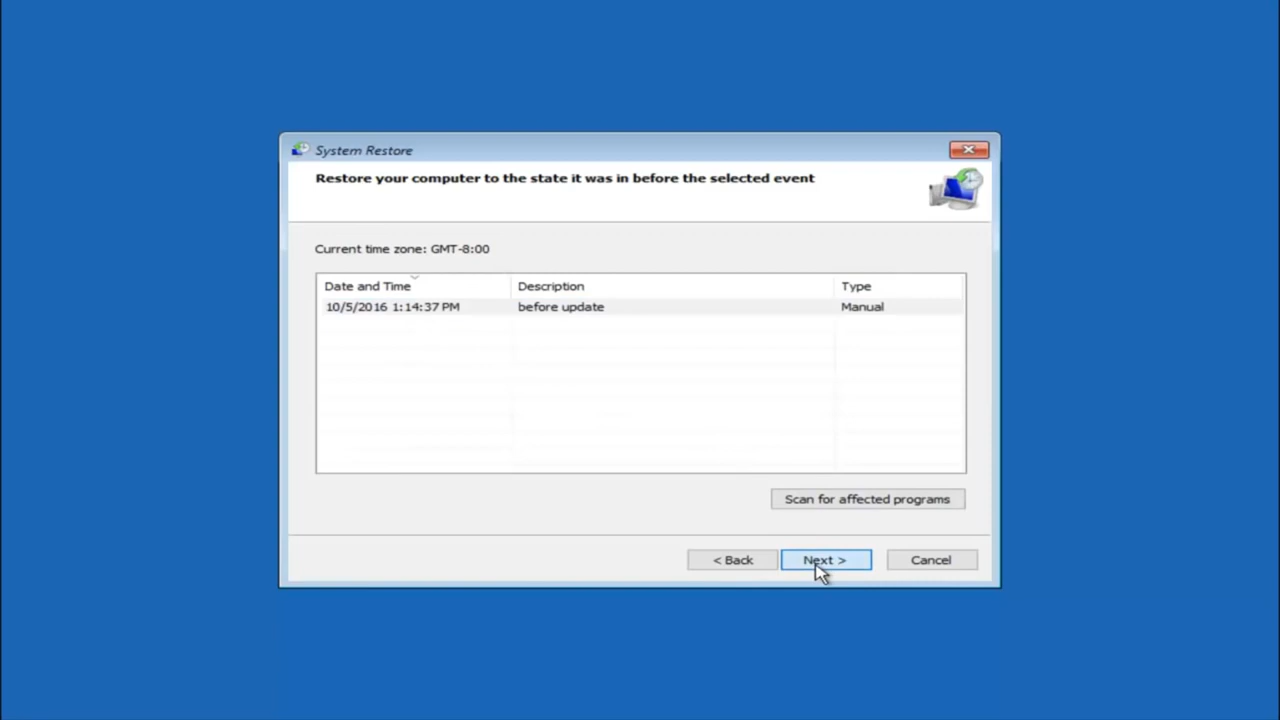 System Restore
Restore your computer to the state it was in before the selected event
Current time zone: GMT-8:00
Date and Time Description Type
10/5/2016 1:14:37 PM before update Manual
Scan for affected programs
< Back Next > Cancel